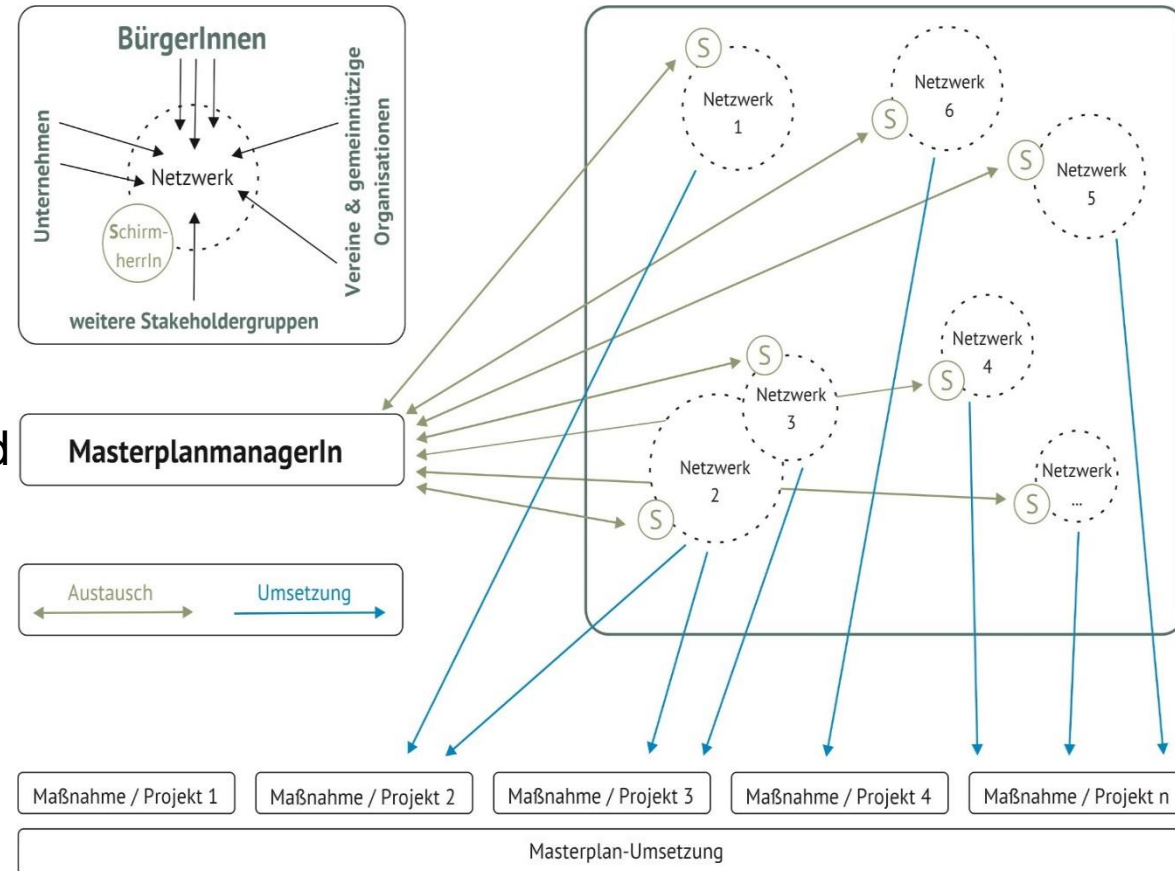 BürgerInnen
Unternehmen
Netzwerk
Schirm-
herrIn
Vereine & gemeinnützige
Organisationen
weitere Stakeholdergruppen
d
MasterplanmanagerIn
Austausch
Umsetzung
S
Netzwerk
1
S
Netzwerk
6
S
Netzwerk
5
S
Netzwerk
3
S
Netzwerk
4
S
Netzwerk
2
S
Netzwerk
...
Maßnahme / Projekt 1
Maßnahme / Projekt 2
Maßnahme / Projekt 3
Maßnahme / Projekt 4
Maßnahme / Projekt n
Masterplan-Umsetzung